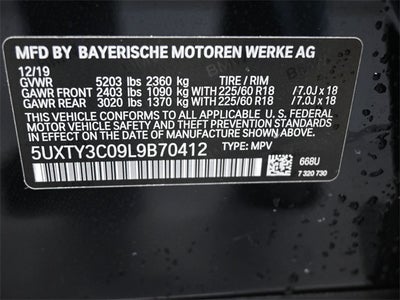 MFD BY BAYERISCHE MOTOREN WERKE AG
12/19
GVWR 5203 lbs 2360 kg TIRE / RIM
GAWR FRONT 2403 lbs 1090 kg WITH 225/60 R18 /7.0J x 18
GAWR REAR 3020 lbs 1370 kg WITH 225/60 R18 /7.0J x 18
THIS VEHICLE CONFORMS TO ALL APPLICABLE U. S. FEDERAL
MOTOR VEHICLE SAFETY, BUMPER, AND THEFT PREVENTION
STANDARDS IN EFFECT ON THE DATE OF MANUFACTURE SHOWN ABOVE.
5UXTY3C09L9B70412 TYPE: MPV
668U
7 320 730